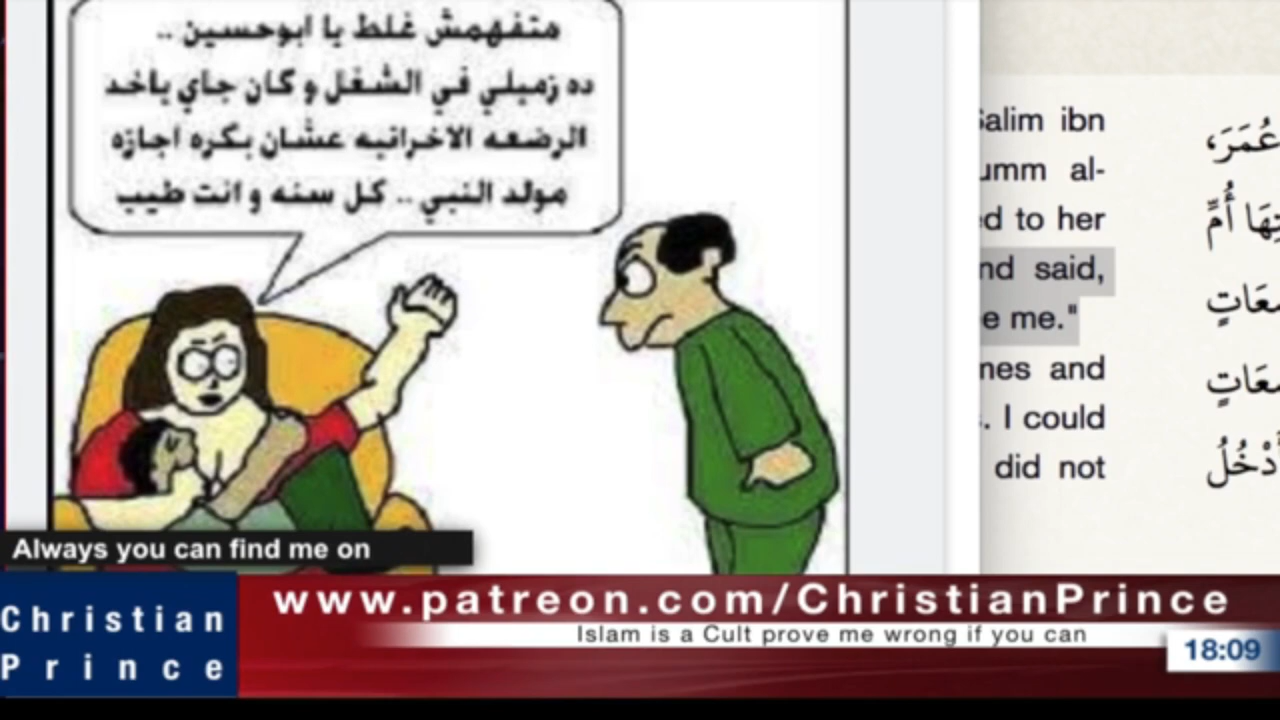 متفهمش غلط يا ابوحسين ..
ده زميلي في الشغل و كان جاي ياخد
الرضعه الاخرانيه عشان بكره اجازه
مولد النبي .. كل سنه و انت طيب
Salim ibn
umm al-
ed to her
nd said,
e me."
mes and
. I could
did not
عُمَرَ،
أُمِّ
ضَعَاتٍ
ضَعَاتٍ
أَدْخُلُ
Always you can find me on
Christian
Prince
www.patreon.com/ChristianPrince
Islam is a Cult prove me wrong if you can
18:09